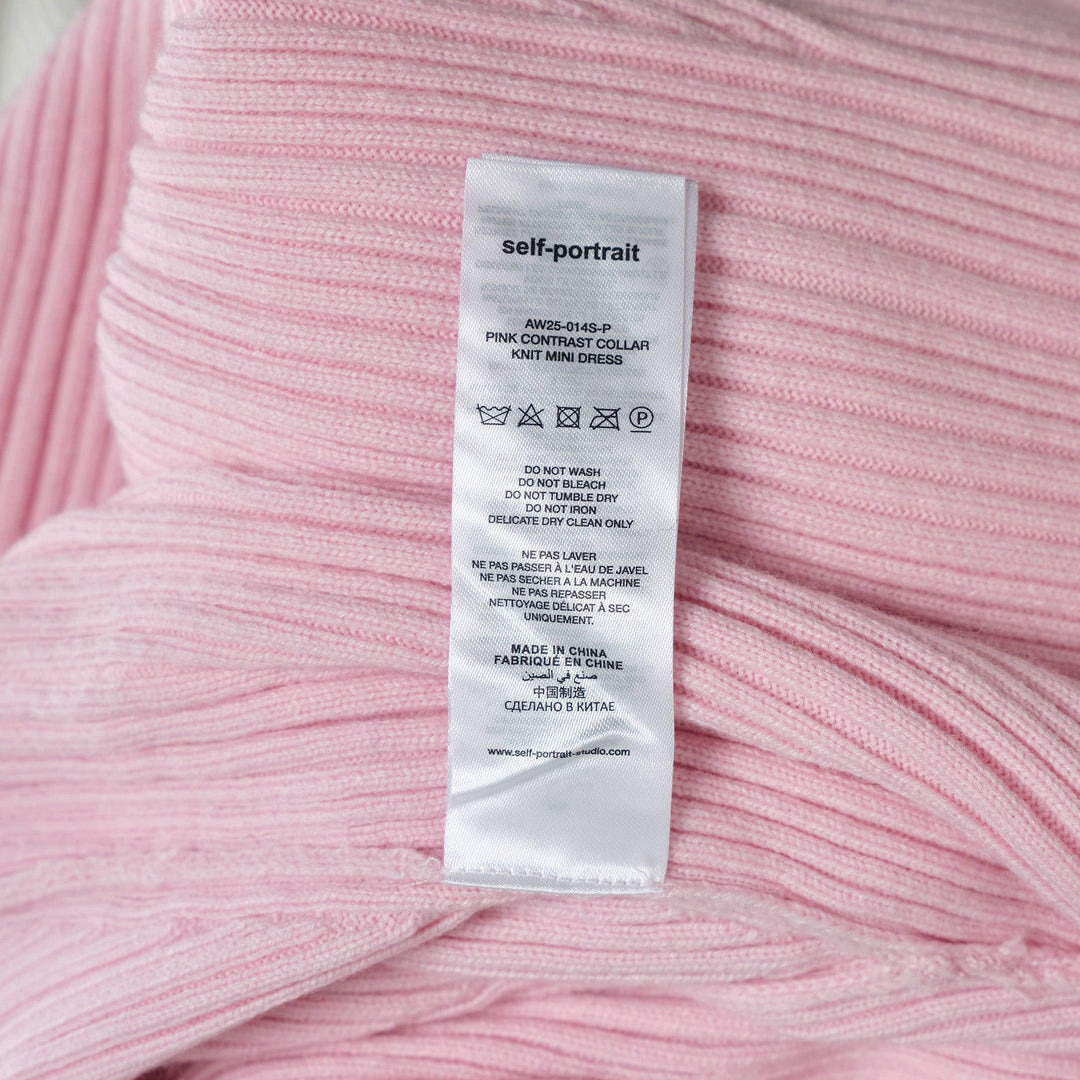 self-portrait
AW25-014S-P
PINK CONTRAST COLLAR
KNIT MINI DRESS
P
DO NOT WASH
DO NOT BLEACH
DO NOT TUMBLE DRY
DO NOT IRON
DELICATE DRY CLEAN ONLY
NE PAS LAVER
NE PAS PASSER À L'EAU DE JAVEL
NE PAS SECHER A LA MACHINE
NE PAS REPASSER
NETTOYAGE DÉLICAT À SEC
UNIQUEMENT.
MADE IN CHINA
FABRIQUÉ EN CHINE
صنع في الصين
中国制造
СДЕЛАНО В КИТАЕ
www.self-portrait-studio.com